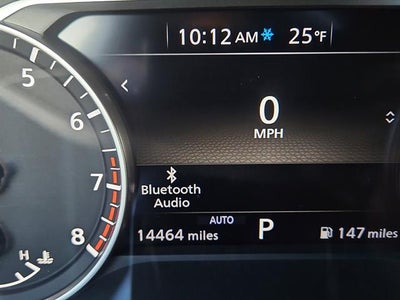 10:12 AM 25°F
5
6
7
8
H
0
MPH
Bluetooth
Audio
AUTO
14464 miles P 147 miles